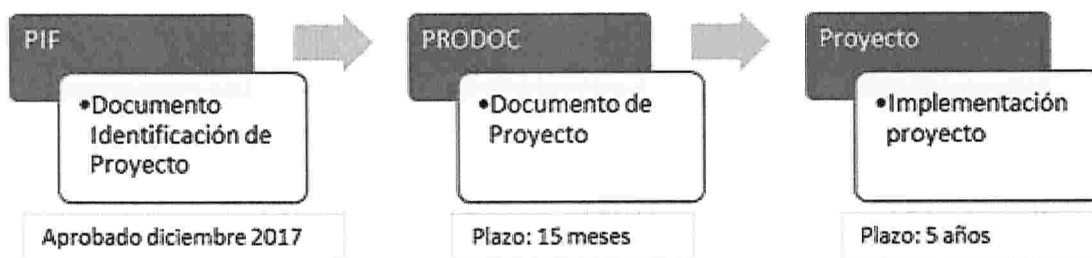 PIF
•Documento
Identificación de
Proyecto
Aprobado diciembre 2017
PRODOC
•Documento de
Proyecto
Plazo: 15 meses
Proyecto
•Implementación
proyecto
Plazo: 5 años